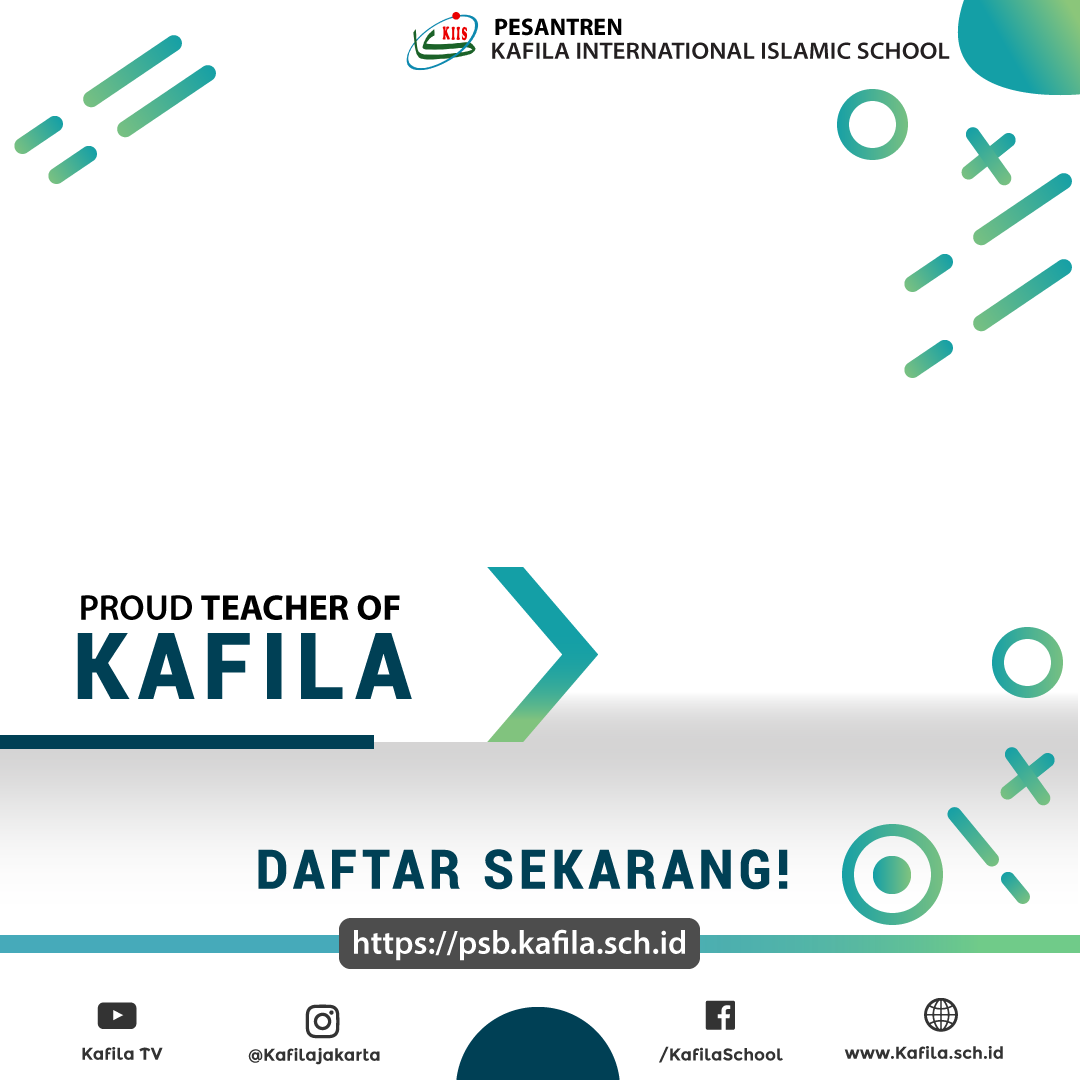 KIIS
PESANTREN
KAFILA INTERNATIONAL ISLAMIC SCHOOL
PROUD TEACHER OF
KAFILA
DAFTAR SEKARANG!
https://psb.kafila.sch.id
Kafila TV
@Kafilajakarta
/KafilaSchool
www.Kafila.sch.id